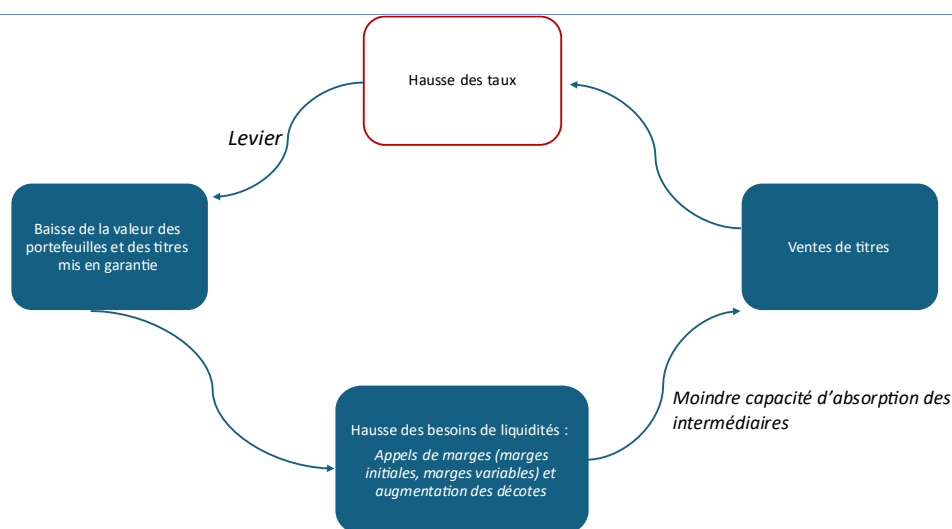 Hausse des taux
Levier
Baisse de la valeur des
portefeuilles et des titres
mis en garantie
Ventes de titres
Hausse des besoins de liquidités :
Appels de marges (marges
initiales, marges variables) et
augmentation des décotes
Moindre capacité d’absorption des
intermédiaires